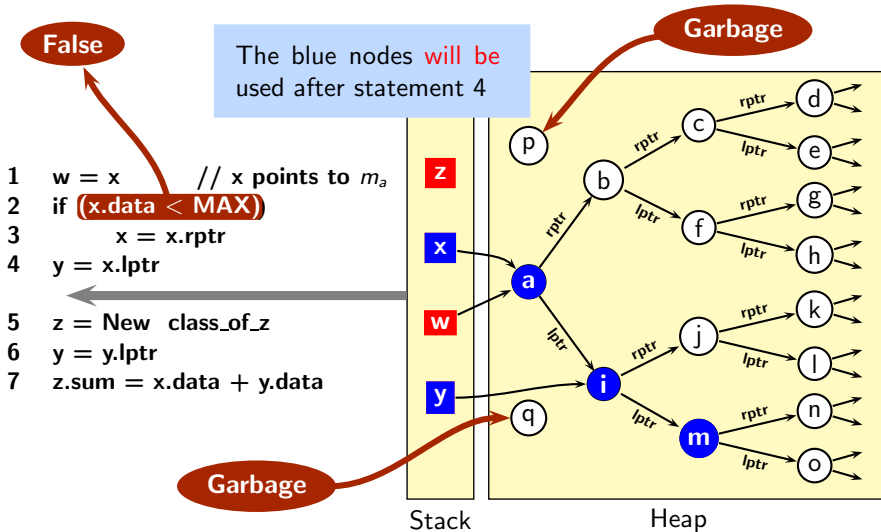 False
Garbage
The blue nodes will be
used after statement 4
1 w = x // x points to mₐ
2 if (x.data < MAX)
3 x = x.rptr
4 y = x.lptr
5 z = New class_of_z
6 y = y.lptr
7 z.sum = x.data + y.data
z
x
w
y
p
q
a
b
c
d
e
f
g
h
i
j
k
l
m
n
o
rptr
lptr
rptr
lptr
rptr
lptr
rptr
lptr
rptr
lptr
rptr
lptr
rptr
lptr
Garbage
Stack
Heap